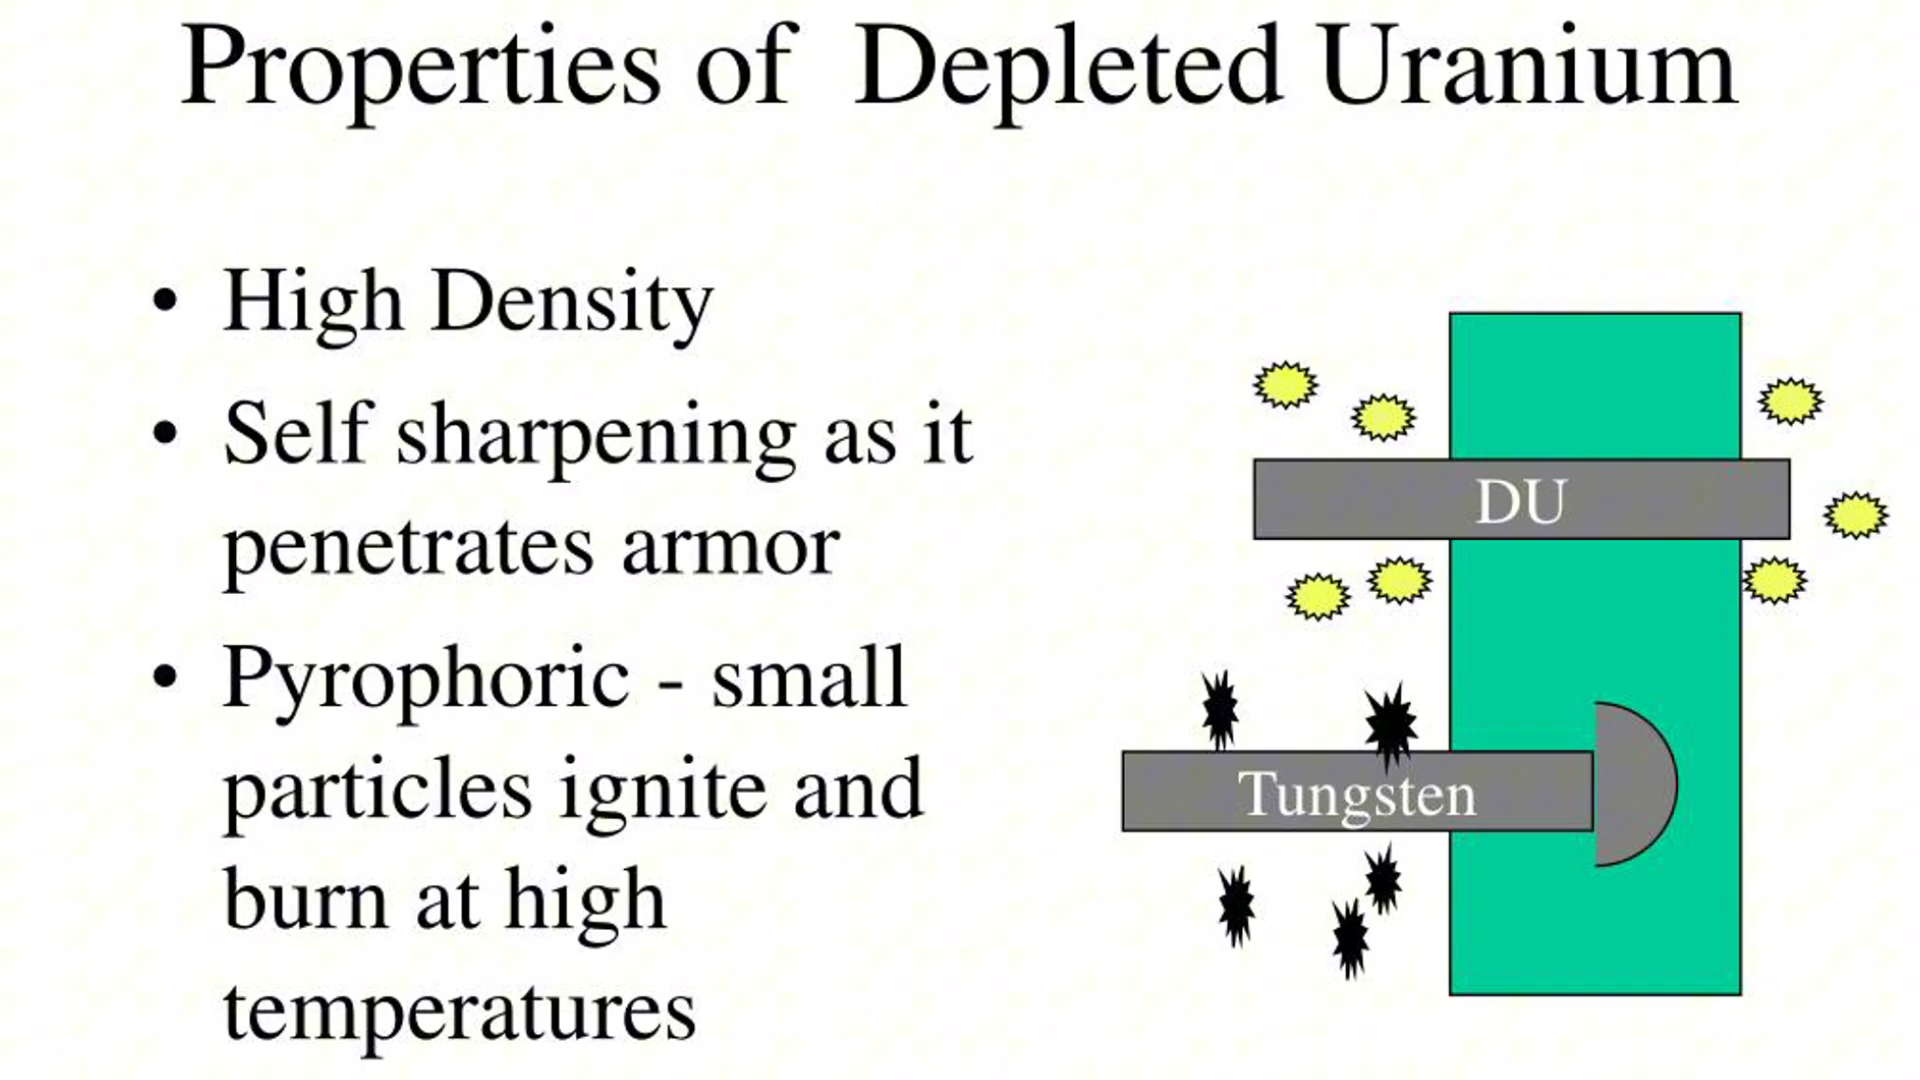 Properties of Depleted Uranium
• High Density
• Self sharpening as it
penetrates armor
• Pyrophoric - small
particles ignite and
burn at high
temperatures
DU
Tungsten